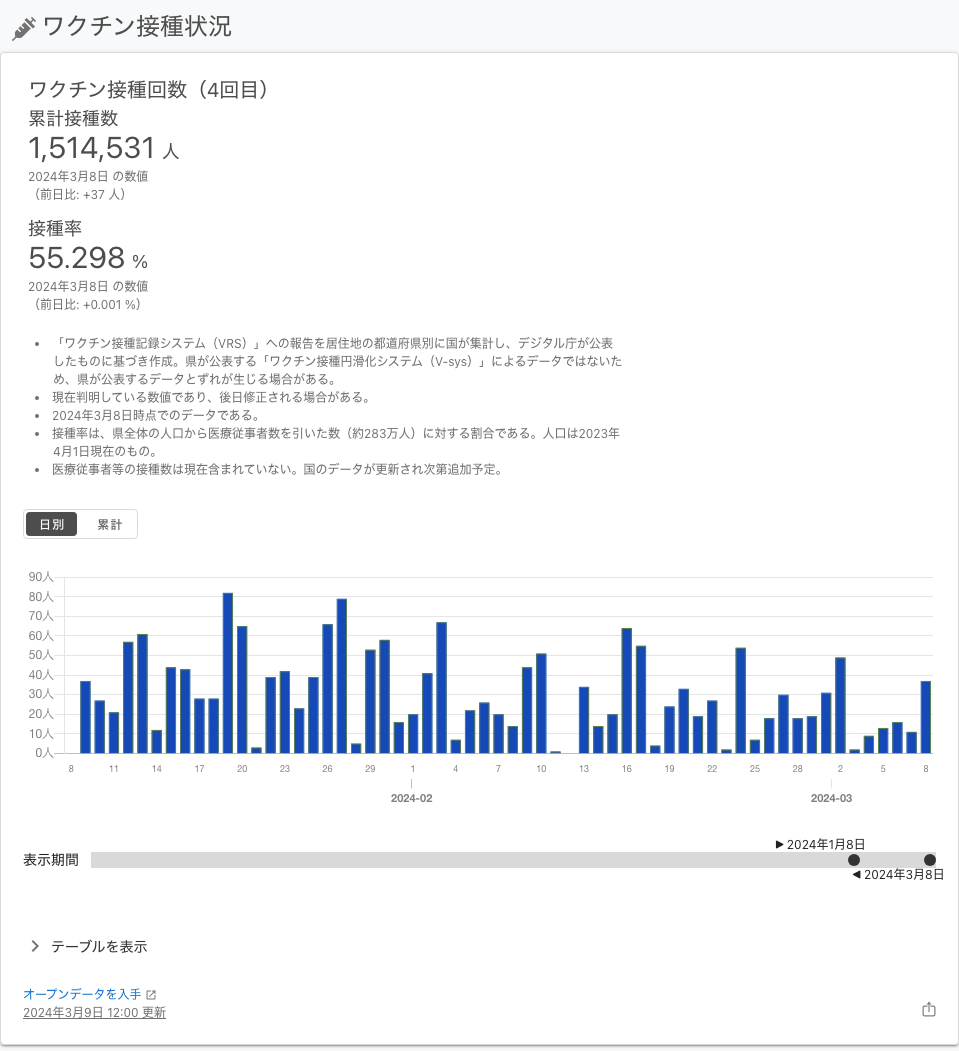 ワクチン接種状況
ワクチン接種回数（4回目）
累計接種数
1,514,531 人
2024年3月8日 の数値
（前日比: +37 人）
接種率
55.298 %
2024年3月8日 の数値
（前日比: +0.001 %）
• 「ワクチン接種記録システム（VRS）」への報告を居住地の都道府県別に国が集計し、デジタル庁が公表
したものに基づき作成。県が公表する「ワクチン接種円滑化システム（V-sys）」によるデータではないた
め、県が公表するデータとずれが生じる場合がある。
• 現在判明している数値であり、後日修正される場合がある。
• 2024年3月8日時点でのデータである。
• 接種率は、県全体の人口から医療従事者数を引いた数（約283万人）に対する割合である。人口は2023年
4月1日現在のもの。
• 医療従事者等の接種数は現在含まれていない。国のデータが更新され次第追加予定。
日別 累計
90人
80人
70人
60人
50人
40人
30人
20人
10人
0人
8 11 14 17 20 23 26 29 1 4 7 10 13 16 19 22 25 28 2 5 8
2024-02 2024-03
▶ 2024年1月8日
表示期間
◀ 2024年3月8日
テーブルを表示
オープンデータを入手
2024年3月9日 12:00 更新